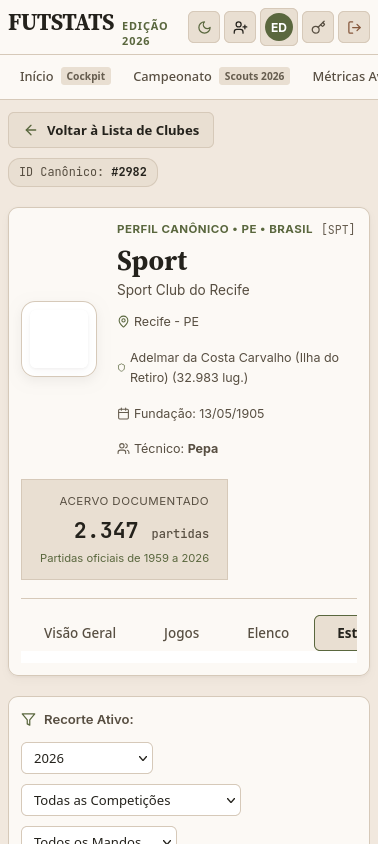 FUTSTATS
EDIÇÃO
2026
ED
Início Cockpit Campeonato Scouts 2026 Métricas Av
Voltar à Lista de Clubes
ID Canônico: #2982
PERFIL CANÔNICO • PE • BRASIL [SPT]
Sport
Sport Club do Recife
Recife - PE
Adelmar da Costa Carvalho (Ilha do
Retiro) (32.983 lug.)
Fundação: 13/05/1905
Técnico: Pepa
ACERVO DOCUMENTADO
2.347 partidas
Partidas oficiais de 1959 a 2026
Visão Geral Jogos Elenco Est
Recorte Ativo:
2026
Todas as Competições
Todos os Mandos